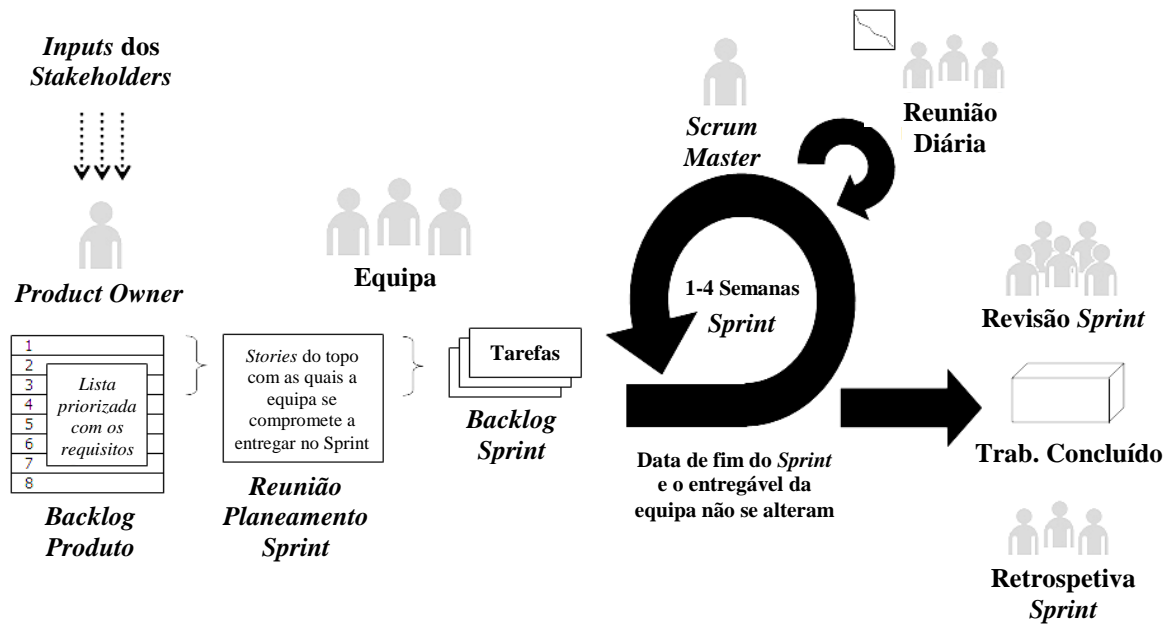 Inputs dos
Stakeholders
Product Owner
1
2
3
4
5
6
7
8
Lista
priorizada
com os
requisitos
Backlog
Produto
Equipa
Stories do topo
com as quais a
equipa se
compromete a
entregar no Sprint
Reunião
Planeamento
Sprint
Tarefas
Backlog
Sprint
Scrum
Master
Reunião
Diária
1-4 Semanas
Sprint
Data de fim do Sprint
e o entregável da
equipa não se alteram
Revisão Sprint
Trab. Concluído
Retrospetiva
Sprint